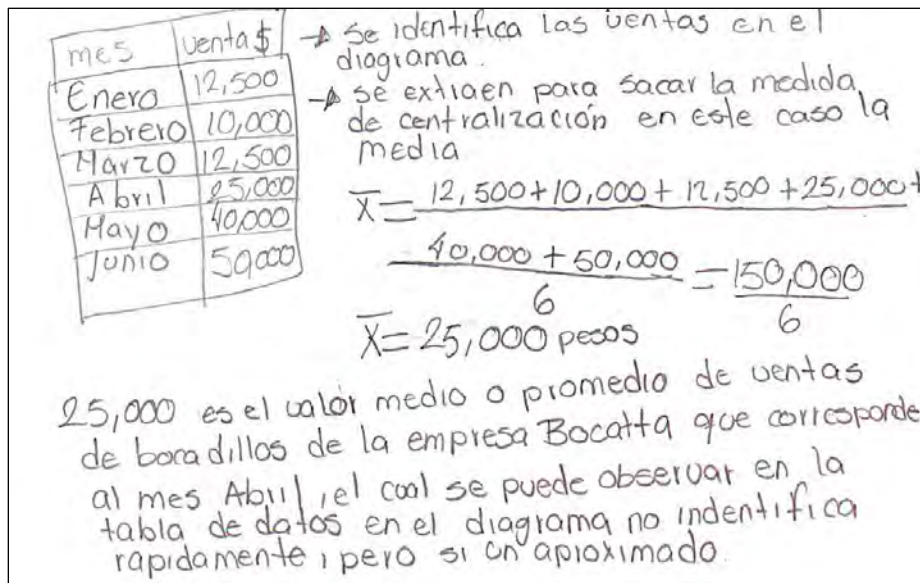 mes venta $
Enero 12,500
Febrero 10,000
Marzo 12,500
Abril 25,000
Mayo 40,000
Junio 50,000
→ Se identifica las ventas en el
diagrama.
→ se extraen para sacar la medida
de centralización en este caso la
media
X̄ = 12,500 + 10,000 + 12,500 + 25,000 +
40,000 + 50,000 / 6 = 150,000 / 6
X̄ = 25,000 pesos
25,000 es el valor medio o promedio de ventas
de bocadillos de la empresa Bocatta que corresponde
al mes Abril, el cual se puede observar en la
tabla de datos en el diagrama no indentifica
rapidamente, pero si un aproximado.